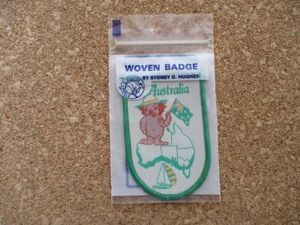 WOVEN BADGE
BY SYDNEY G. HUGHES
Australia